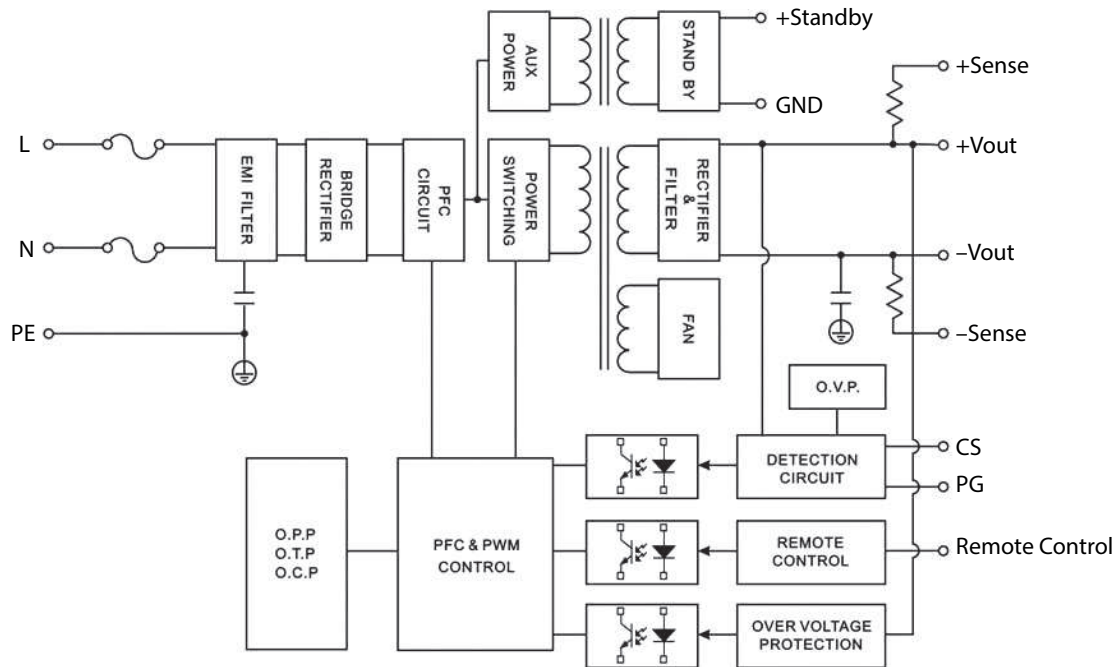 +Standby
AUX
POWER
STAND BY
GND
+Sense
L
EMI FILTER
BRIDGE
RECTIFIER
PFC
CIRCUIT
POWER
SWITCHING
RECTIFIER
&
FILTER
+Vout
N
–Vout
FAN
PE
–Sense
O.V.P.
DETECTION
CIRCUIT
CS
PG
O.P.P
O.T.P
O.C.P
PFC & PWM
CONTROL
REMOTE
CONTROL
Remote Control
OVER VOLTAGE
PROTECTION